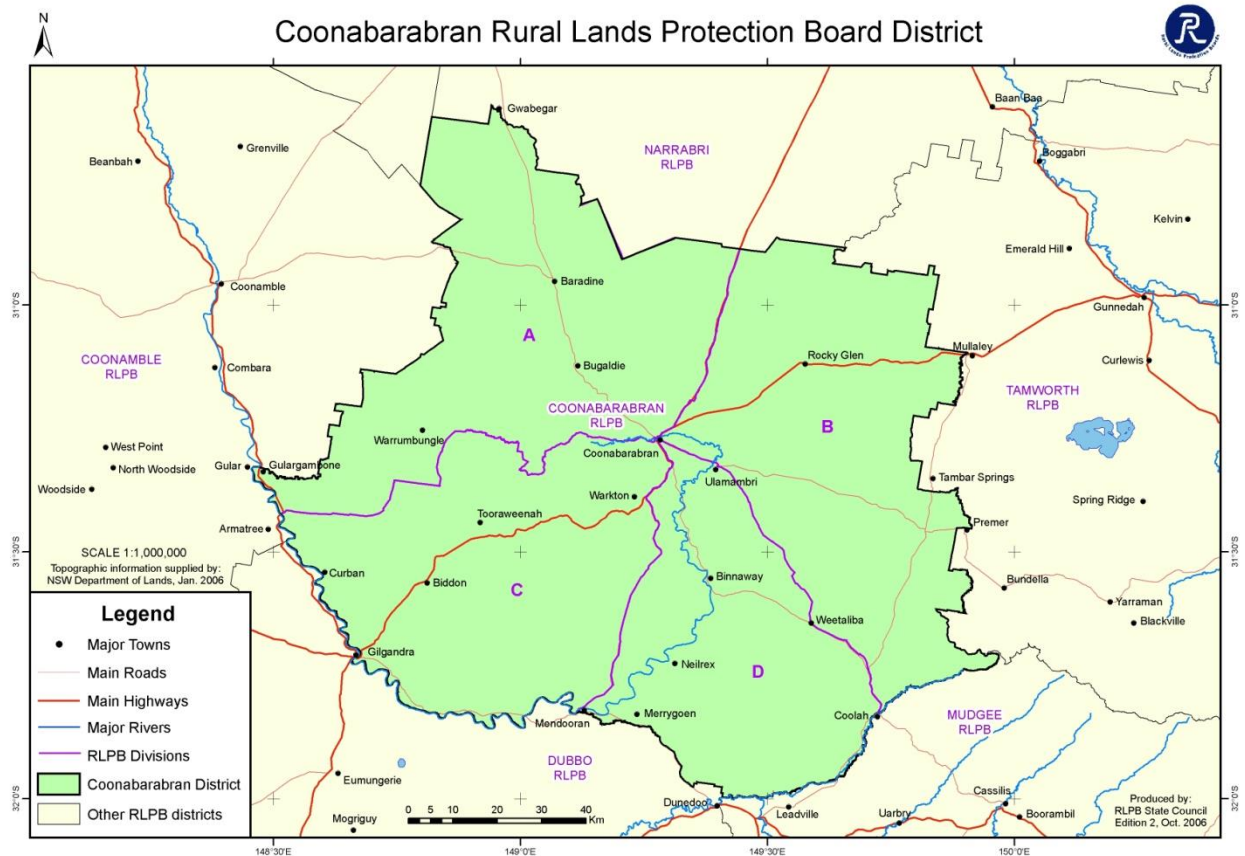 N
Coonabarabran Rural Lands Protection Board District
R
Rural Lands Protection Boards
Gwabegar
Baan Baa
Beanbah
Grenville
NARRABRI
RLPB
Boggabri
Kelvin
Emerald Hill
Coonamble
Baradine
31°0'S
31°0'S
Gunnedah
A
COONAMBLE
RLPB
Combara
Bugaldie
Rocky Glen
Mullaley
Curlewis
TAMWORTH
RLPB
COONABARABRAN
RLPB
B
Warrumbungle
West Point
North Woodside
Gular
Gulargambone
Coonabarabran
Ulamambri
Tambar Springs
Woodside
Warkton
Spring Ridge
Armatree
Tooraweenah
Premer
31°30'S
31°30'S
SCALE 1:1,000,000
Topographic information supplied by:
NSW Department of Lands, Jan. 2006
Curban
Biddon
C
Binnaway
Bundella
Yarraman
Blackville
Weetaliba
Legend
Major Towns
Main Roads
Main Highways
Major Rivers
RLPB Divisions
Coonabarabran District
Other RLPB districts
Gilgandra
Neilrex
D
Mendooran
Merrygoen
Coolah
MUDGEE
RLPB
DUBBO
RLPB
Eumungerie
Dunedoo
Leadville
Cassilis
Uarbry
Boorambil
32°0'S
32°0'S
Mogriguy
0 5 10 20 30 40
Km
Produced by:
RLPB State Council
Edition 2, Oct. 2006
148°30'E
149°0'E
149°30'E
150°0'E